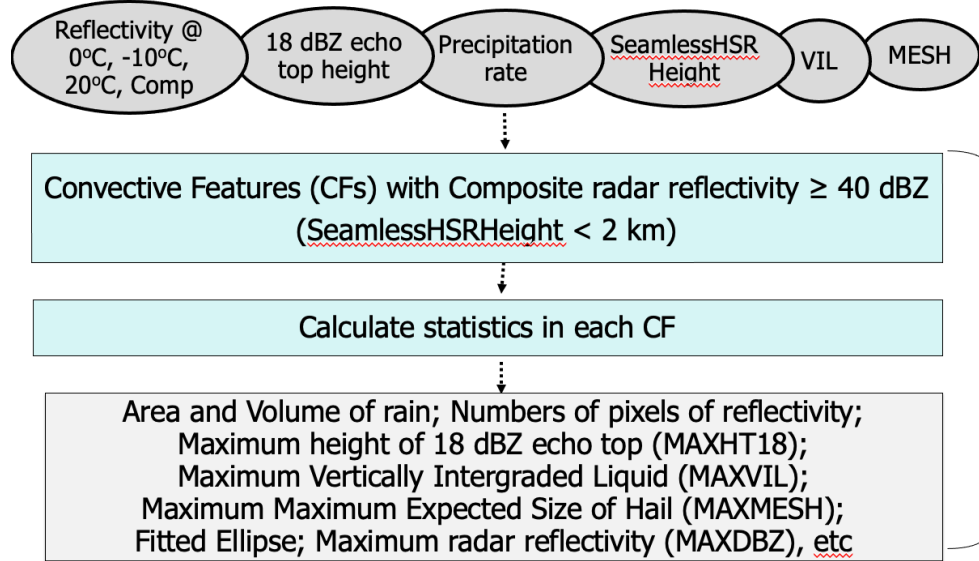 Reflectivity @
0°C, -10°C,
20°C, Comp
18 dBZ echo
top height
Precipitation
rate
SeamlessHSR
Height
VIL
MESH
Convective Features (CFs) with Composite radar reflectivity ≥ 40 dBZ
(SeamlessHSRHeight < 2 km)
Calculate statistics in each CF
Area and Volume of rain; Numbers of pixels of reflectivity;
Maximum height of 18 dBZ echo top (MAXHT18);
Maximum Vertically Intergraded Liquid (MAXVIL);
Maximum Maximum Expected Size of Hail (MAXMESH);
Fitted Ellipse; Maximum radar reflectivity (MAXDBZ), etc